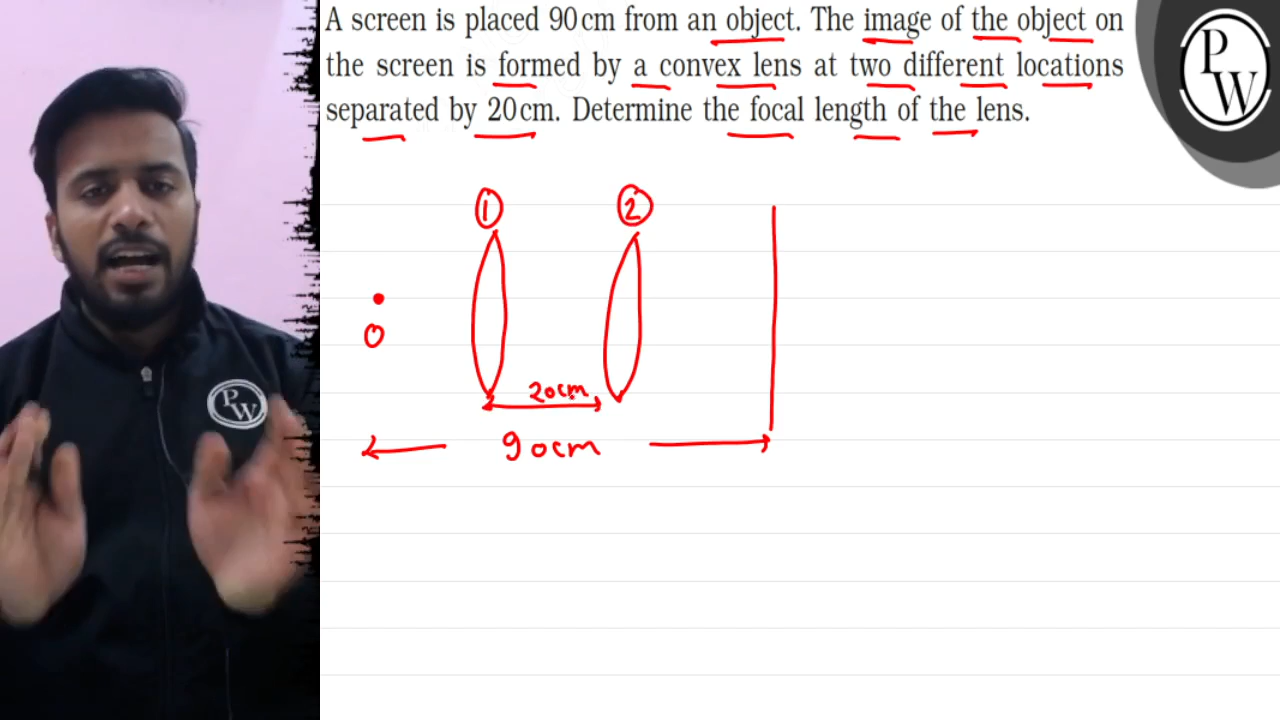 A screen is placed 90 cm from an object. The image of the object on
the screen is formed by a convex lens at two different locations
separated by 20 cm. Determine the focal length of the lens.
PW
1 2
O
20cm
90cm
PW